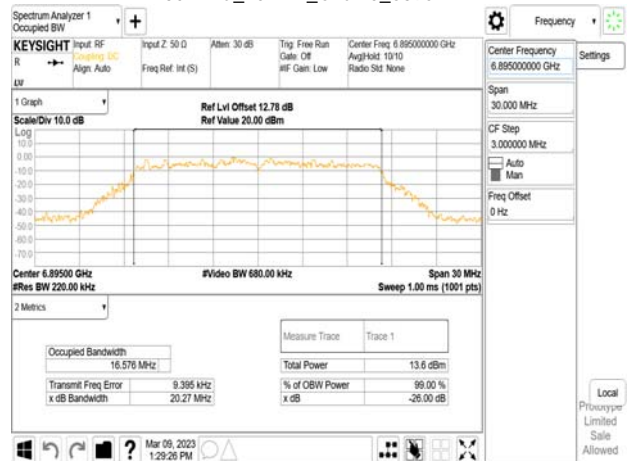 Spectrum Analyzer 1
Occupied BW
Frequency
KEYSIGHT
R
Input: RF
Coupling: DC
Align: Auto
Input Z: 50 Ω
Freq Ref: Int (S)
Atten: 30 dB
Trig: Free Run
Gate: Off
#IF Gain: Low
Center Freq: 6.895000000 GHz
Avg|Hold: 10/10
Radio Std: None
Center Frequency
6.895000000 GHz
Settings
Span
30.000 MHz
CF Step
3.000000 MHz
Auto
Man
Freq Offset
0 Hz
1 Graph
Scale/Div 10.0 dB
Ref Lvl Offset 12.78 dB
Ref Value 20.00 dBm
Log
10.0
0.00
-10.0
-20.0
-30.0
-40.0
-50.0
-60.0
-70.0
Center 6.89500 GHz
#Res BW 220.00 kHz
#Video BW 680.00 kHz
Span 30 MHz
Sweep 1.00 ms (1001 pts)
2 Metrics
Measure Trace Trace 1
Occupied Bandwidth
16.576 MHz
Total Power 13.6 dBm
Transmit Freq Error 9.395 kHz
% of OBW Power 99.00 %
x dB Bandwidth 20.27 MHz
x dB -26.00 dB
Local
Prototype
Limited
Sale
Allowed
?
Mar 09, 2023
1:29:26 PM